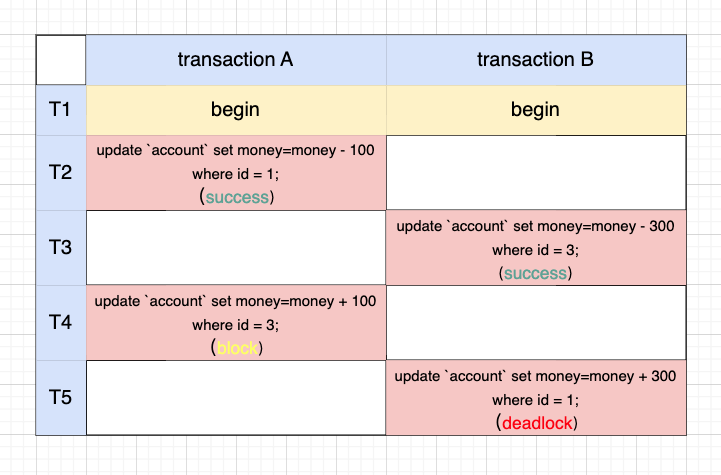 transaction A
transaction B
T1
begin
begin
T2
update `account` set money=money - 100
where id = 1;
(success)
T3
update `account` set money=money - 300
where id = 3;
(success)
T4
update `account` set money=money + 100
where id = 3;
(block)
T5
update `account` set money=money + 300
where id = 1;
(deadlock)